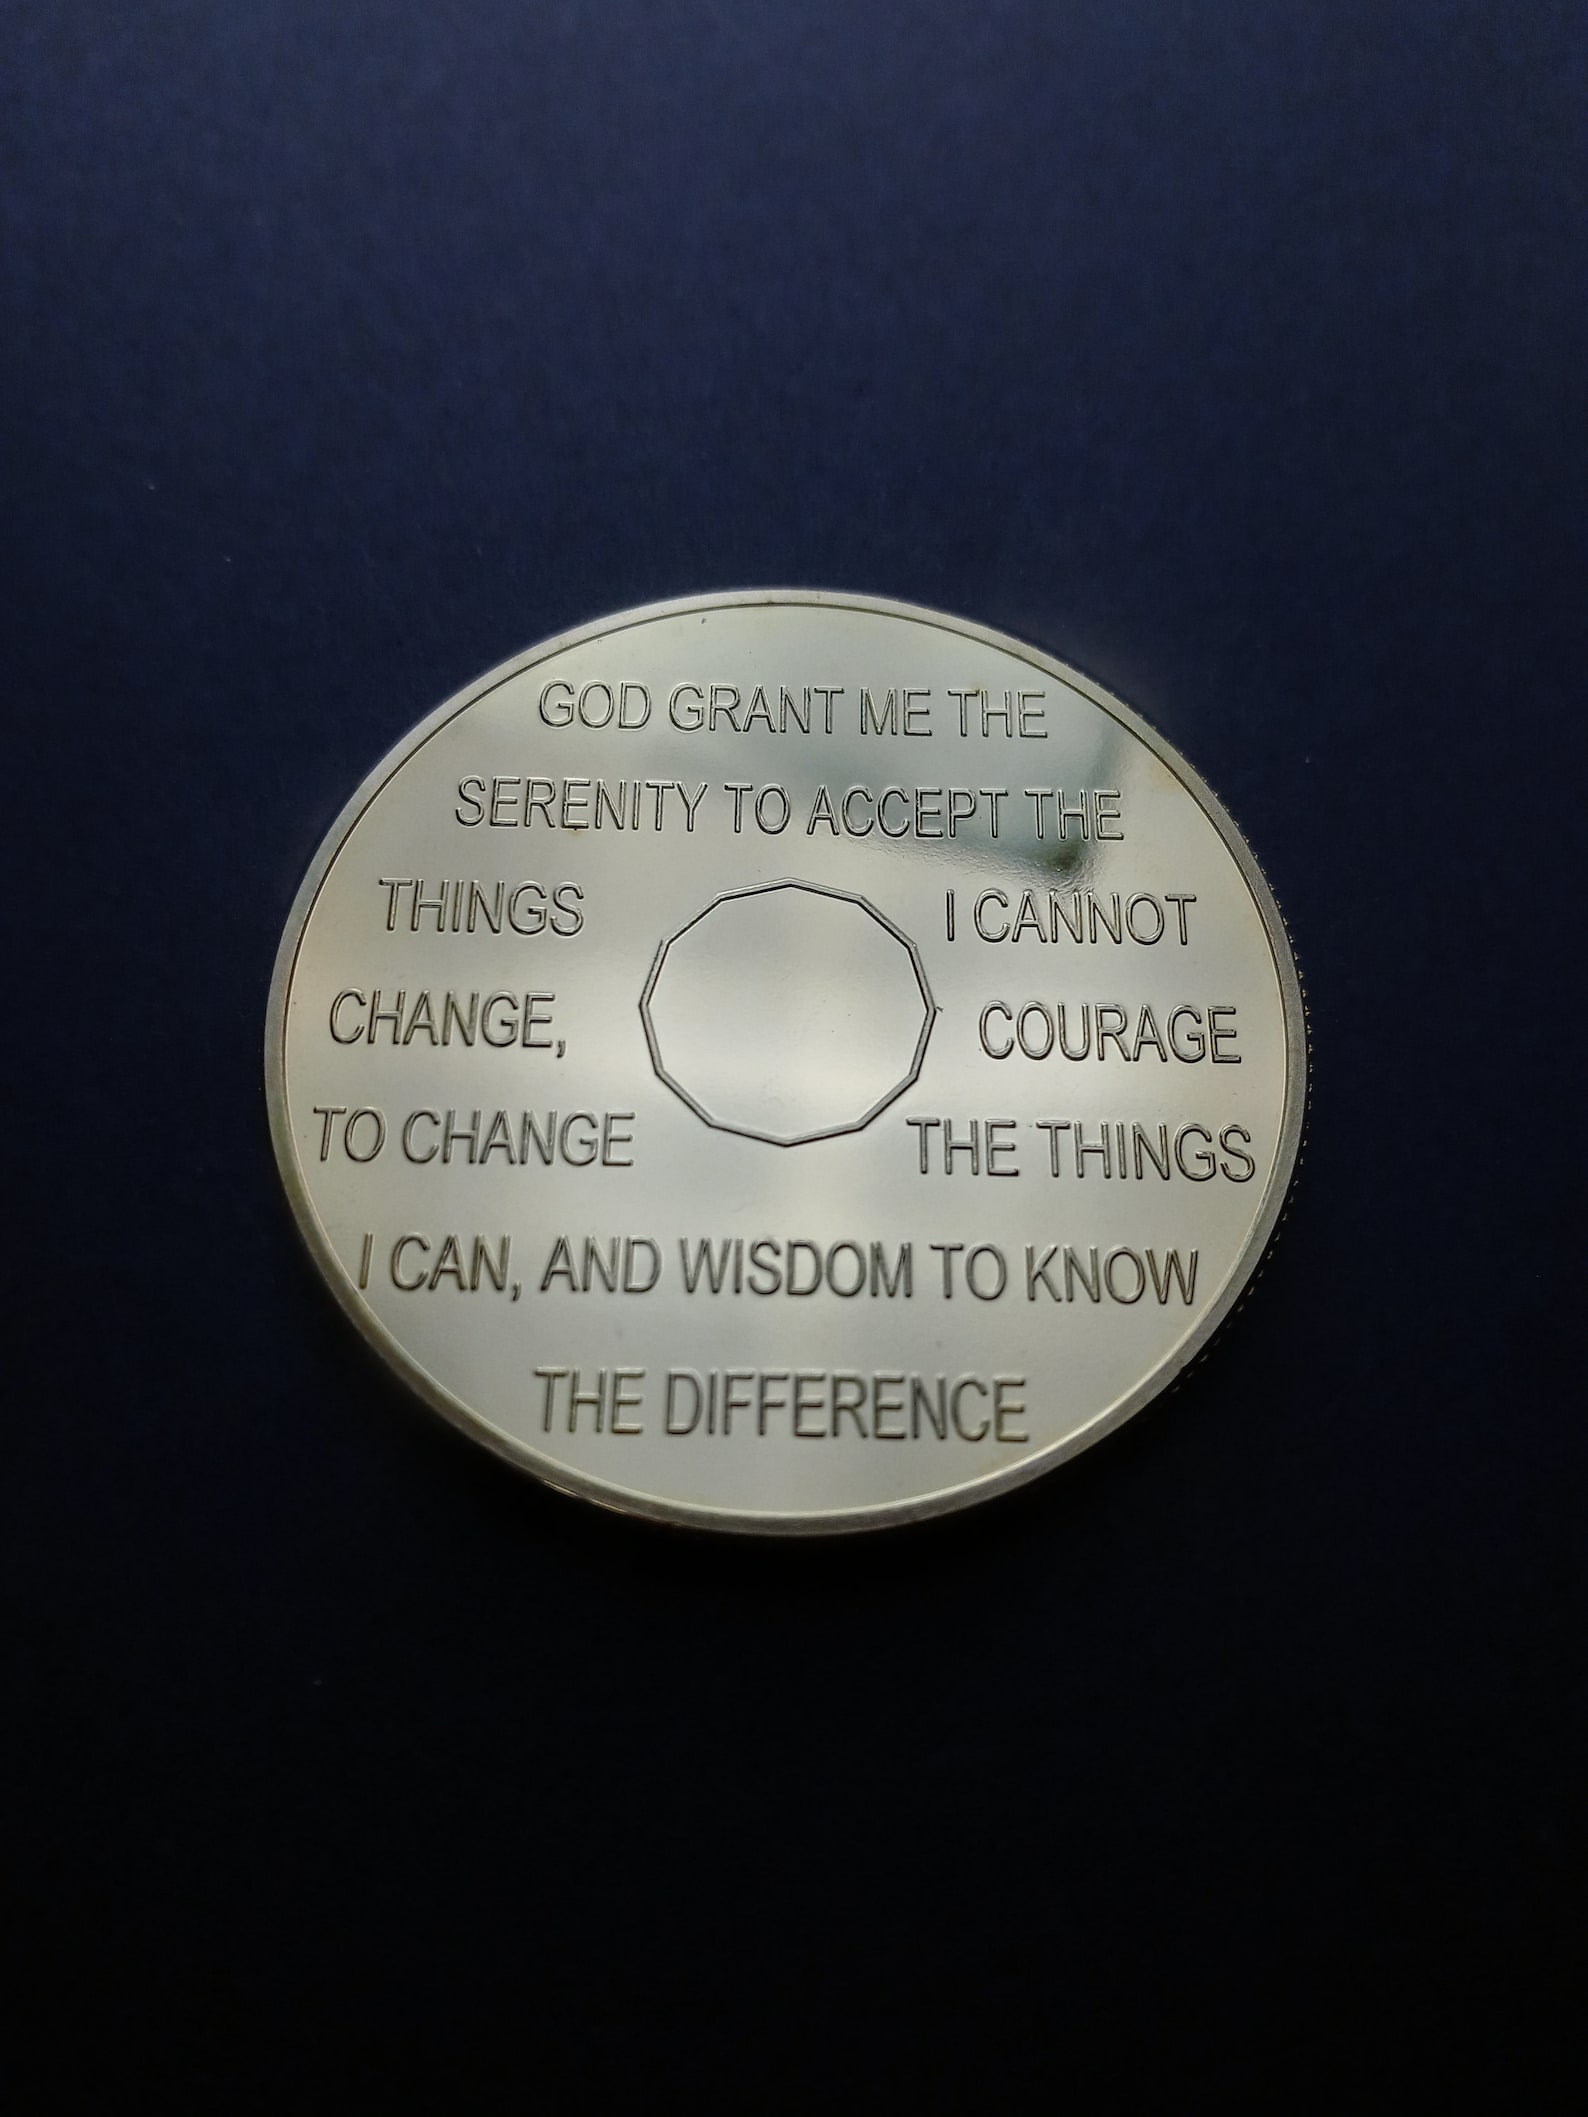 GOD GRANT ME THE
SERENITY TO ACCEPT THE
THINGS I CANNOT
CHANGE, COURAGE
TO CHANGE THE THINGS
I CAN, AND WISDOM TO KNOW
THE DIFFERENCE